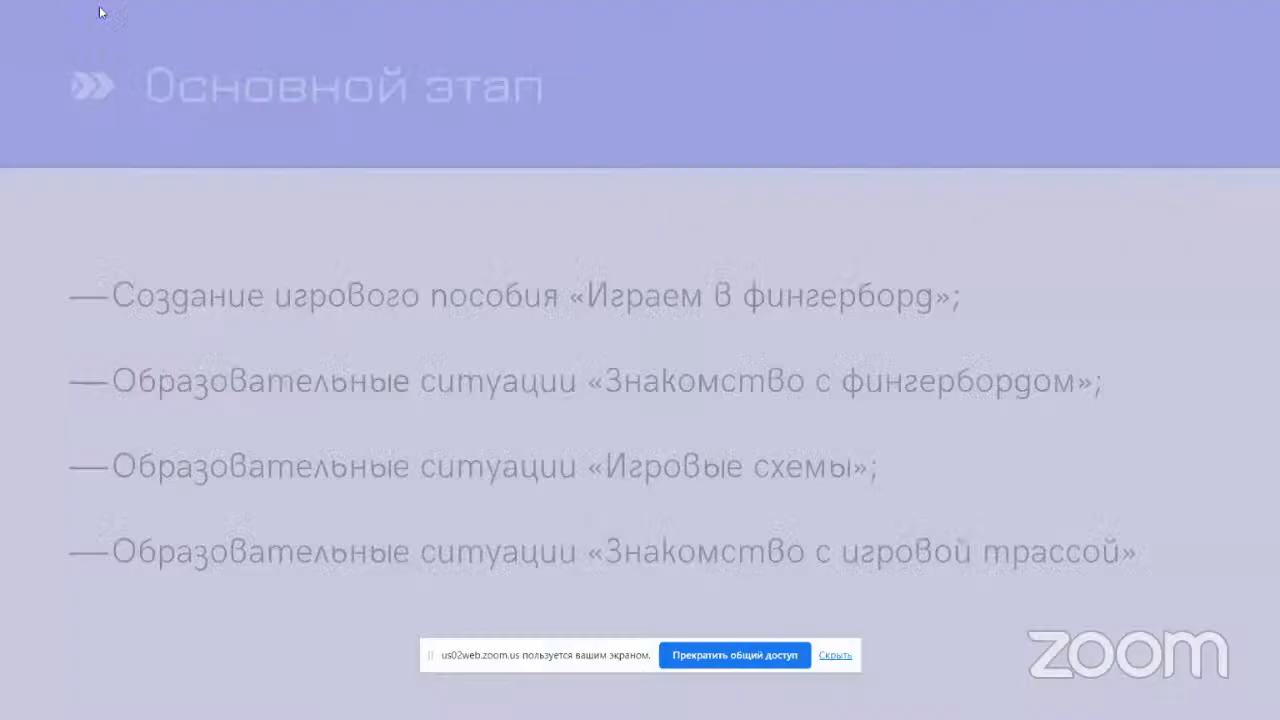 Основной этап
—Создание игрового пособия «Играем в фингерборд»;
—Образовательные ситуации «Знакомство с фингербордом»;
—Образовательные ситуации «Игровые схемы»;
—Образовательные ситуации «Знакомство с игровой трассой»
us02web.zoom.us пользуется вашим экраном. Прекратить общий доступ Скрыть
zoom